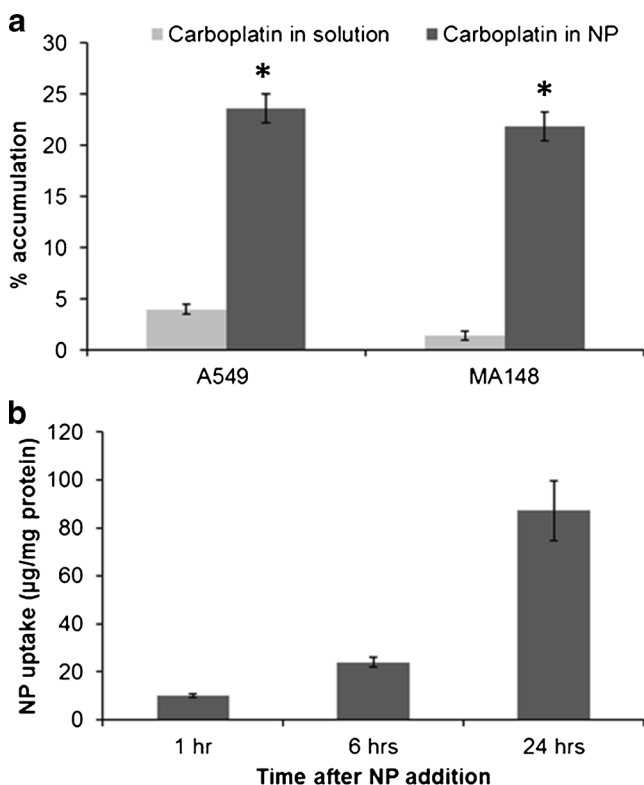 a
Carboplatin in solution Carboplatin in NP
30
25
20
15
10
5
0
% accumulation
* *
A549 MA148
b
120
100
80
60
40
20
0
NP uptake (µg/mg protein)
1 hr 6 hrs 24 hrs
Time after NP addition